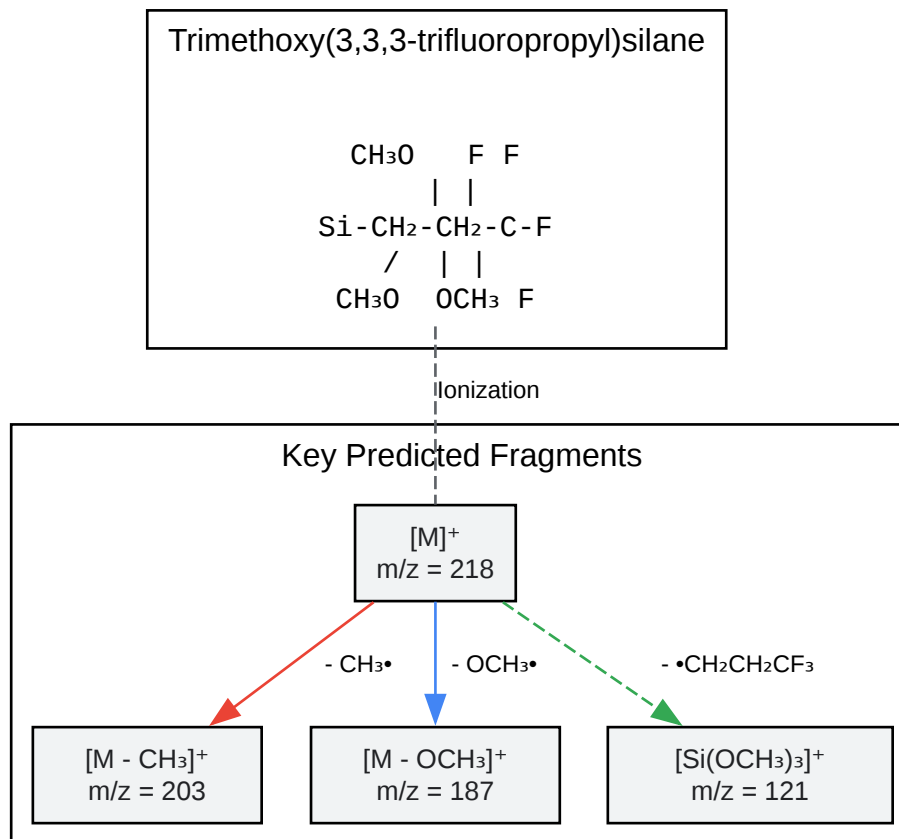 Trimethoxy(3,3,3-trifluoropropyl)silane
CH₃O   F F
| |
Si-CH₂-CH₂-C-F
/  | |
CH₃O  OCH₃ F
Ionization
Key Predicted Fragments
[M]⁺
m/z = 218
- CH₃•
- OCH₃•
- •CH₂CH₂CF₃
[M - CH₃]⁺
m/z = 203
[M - OCH₃]⁺
m/z = 187
[Si(OCH₃)₃]⁺
m/z = 121